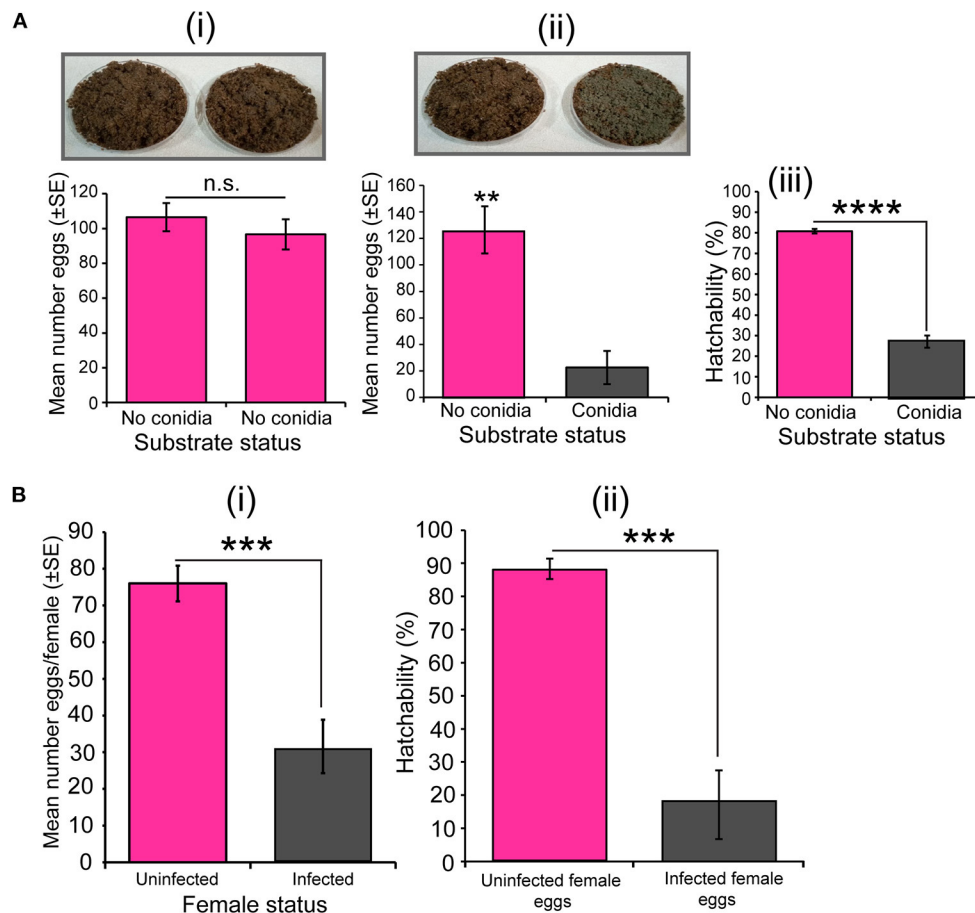 A
(i)
(ii)
Mean number eggs (±SE)
120
100
80
60
40
20
0
n.s.
No conidia
No conidia
Substrate status
Mean number eggs (±SE)
160
140
120
100
80
60
40
20
0
**
No conidia
Conidia
Substrate status
(iii)
Hatchability (%)
100
90
80
70
60
50
40
30
20
10
0
****
No conidia
Conidia
Substrate status
B
(i)
Mean number eggs/female (±SE)
90
80
70
60
50
40
30
20
10
0
***
Uninfected
Infected
Female status
(ii)
Hatchability (%)
100
90
80
70
60
50
40
30
20
10
0
***
Uninfected female
eggs
Infected female
eggs